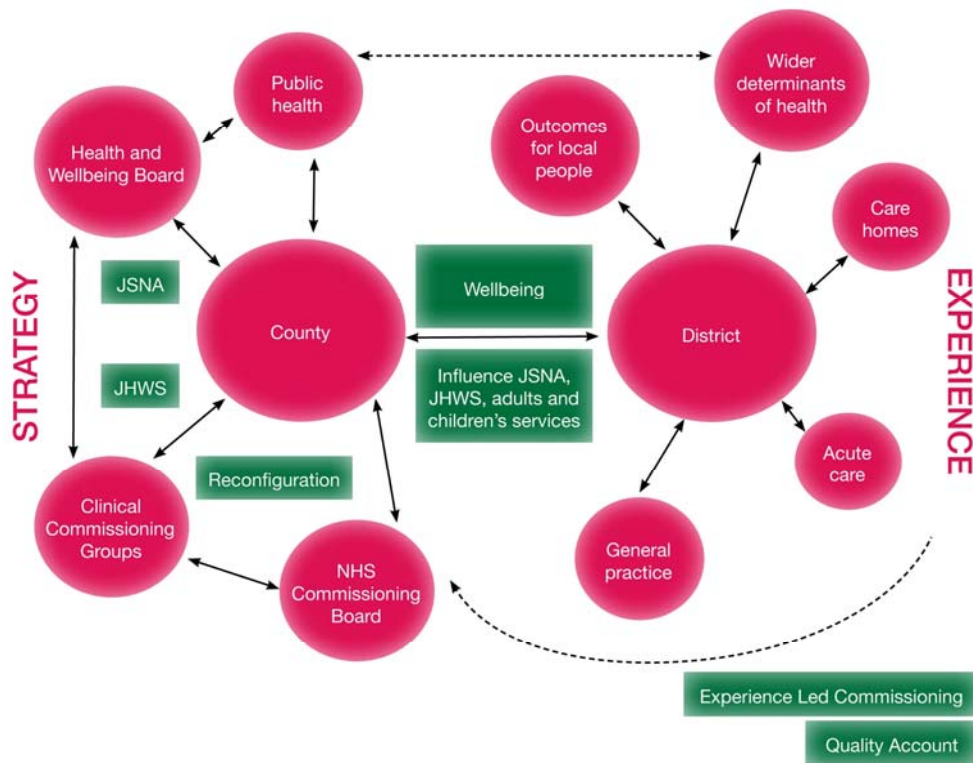 Public
health
Wider
determinants
of health
Outcomes
for local
people
Health and
Wellbeing Board
Care
homes
STRATEGY
JSNA
County
Wellbeing
District
EXPERIENCE
JHWS
Influence JSNA,
JHWS, adults and
children's services
Reconfiguration
Acute
care
Clinical
Commissioning
Groups
NHS
Commissioning
Board
General
practice
Experience Led Commissioning
Quality Account